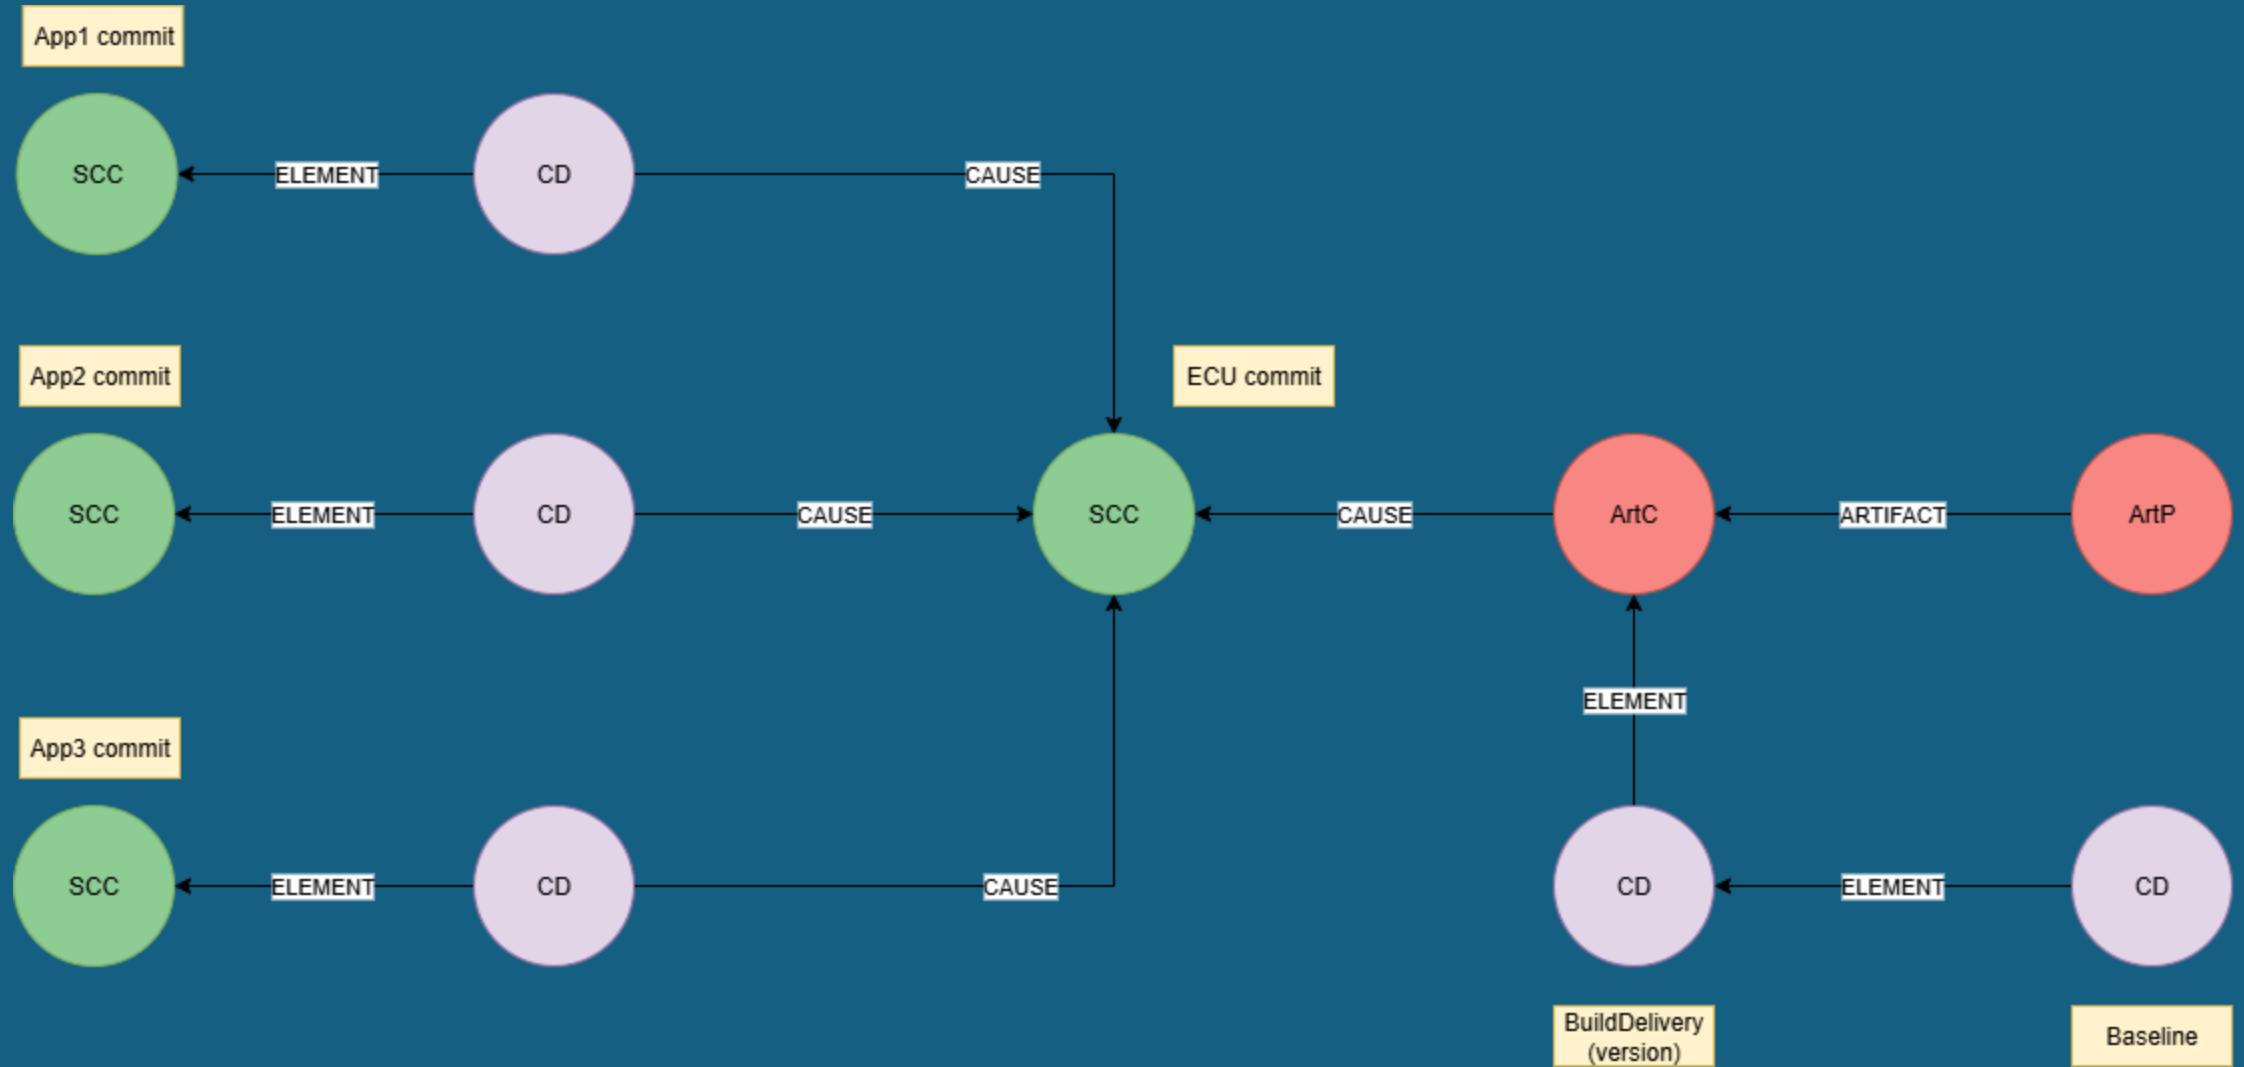 App1 commit
SCC
ELEMENT
CD
CAUSE
App2 commit
ECU commit
SCC
ELEMENT
CD
CAUSE
SCC
CAUSE
ArtC
ARTIFACT
ArtP
ELEMENT
App3 commit
SCC
ELEMENT
CD
CAUSE
CD
ELEMENT
CD
BuildDelivery
(version)
Baseline